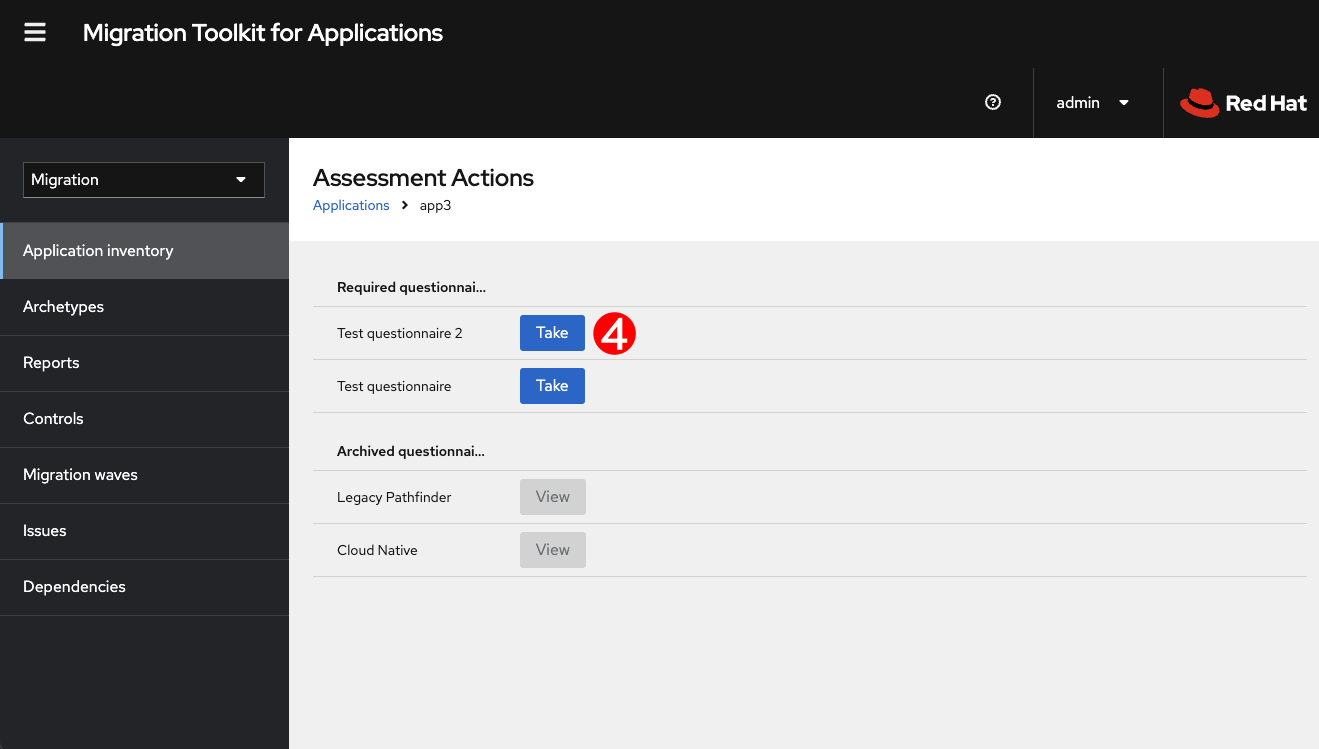 Migration Toolkit for Applications
admin
Red Hat
Migration
Assessment Actions
Applications > app3
Application inventory
Archetypes
Reports
Controls
Migration waves
Issues
Dependencies
Required questionnai...
Test questionnaire 2 Take 4
Test questionnaire Take
Archived questionnai...
Legacy Pathfinder View
Cloud Native View